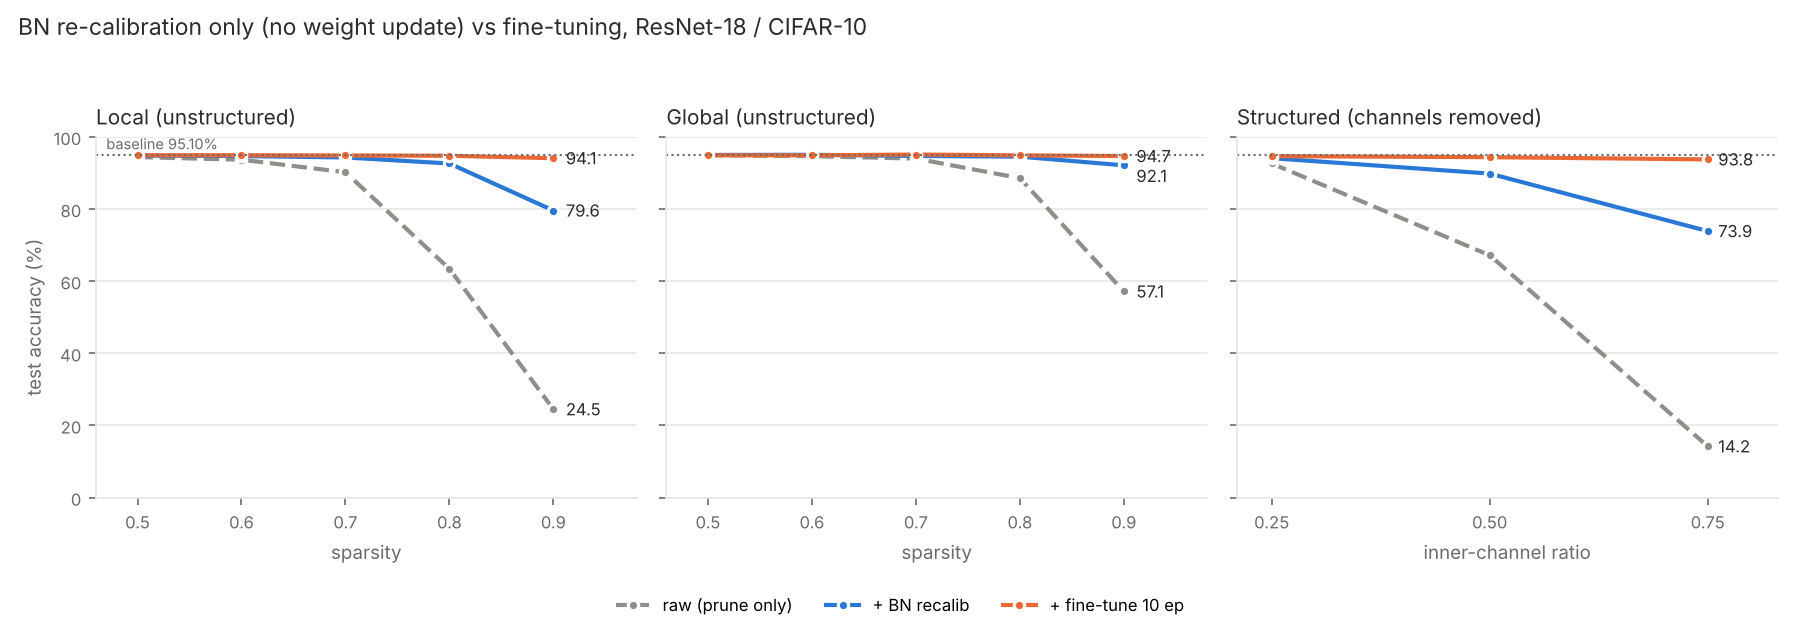 BN re-calibration only (no weight update) vs fine-tuning, ResNet-18 / CIFAR-10
Local (unstructured)
Global (unstructured)
Structured (channels removed)
baseline 95.10%
100
80
60
40
20
0
test accuracy (%)
94.1
79.6
24.5
94.7
92.1
57.1
93.8
73.9
14.2
0.5 0.6 0.7 0.8 0.9
0.5 0.6 0.7 0.8 0.9
0.25 0.50 0.75
sparsity
sparsity
inner-channel ratio
raw (prune only)
+ BN recalib
+ fine-tune 10 ep